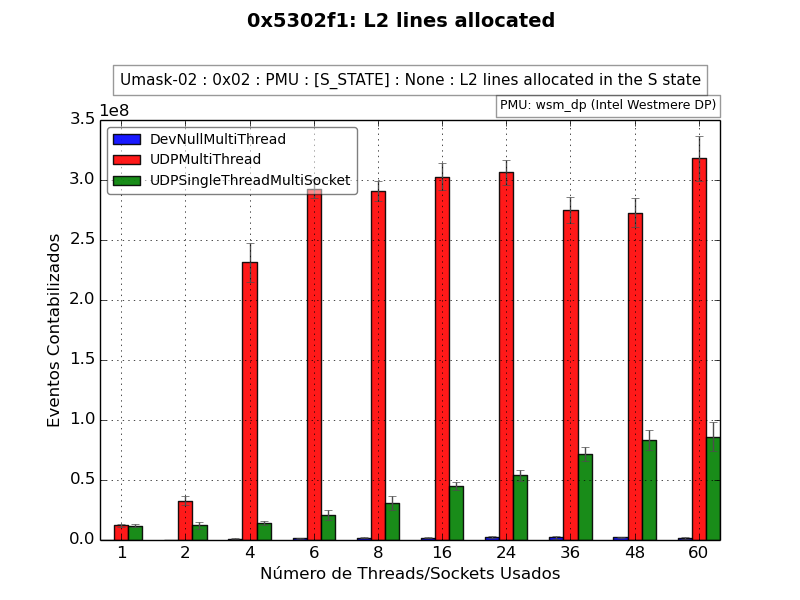 0x5302f1: L2 lines allocated
Umask-02 : 0x02 : PMU : [S_STATE] : None : L2 lines allocated in the S state
PMU: wsm_dp (Intel Westmere DP)
1e8
DevNullMultiThread
UDPMultiThread
UDPSingleThreadMultiSocket
3.5
3.0
2.5
2.0
1.5
1.0
0.5
0.0
Eventos Contabilizados
1 2 4 6 8 16 24 36 48 60
Número de Threads/Sockets Usados